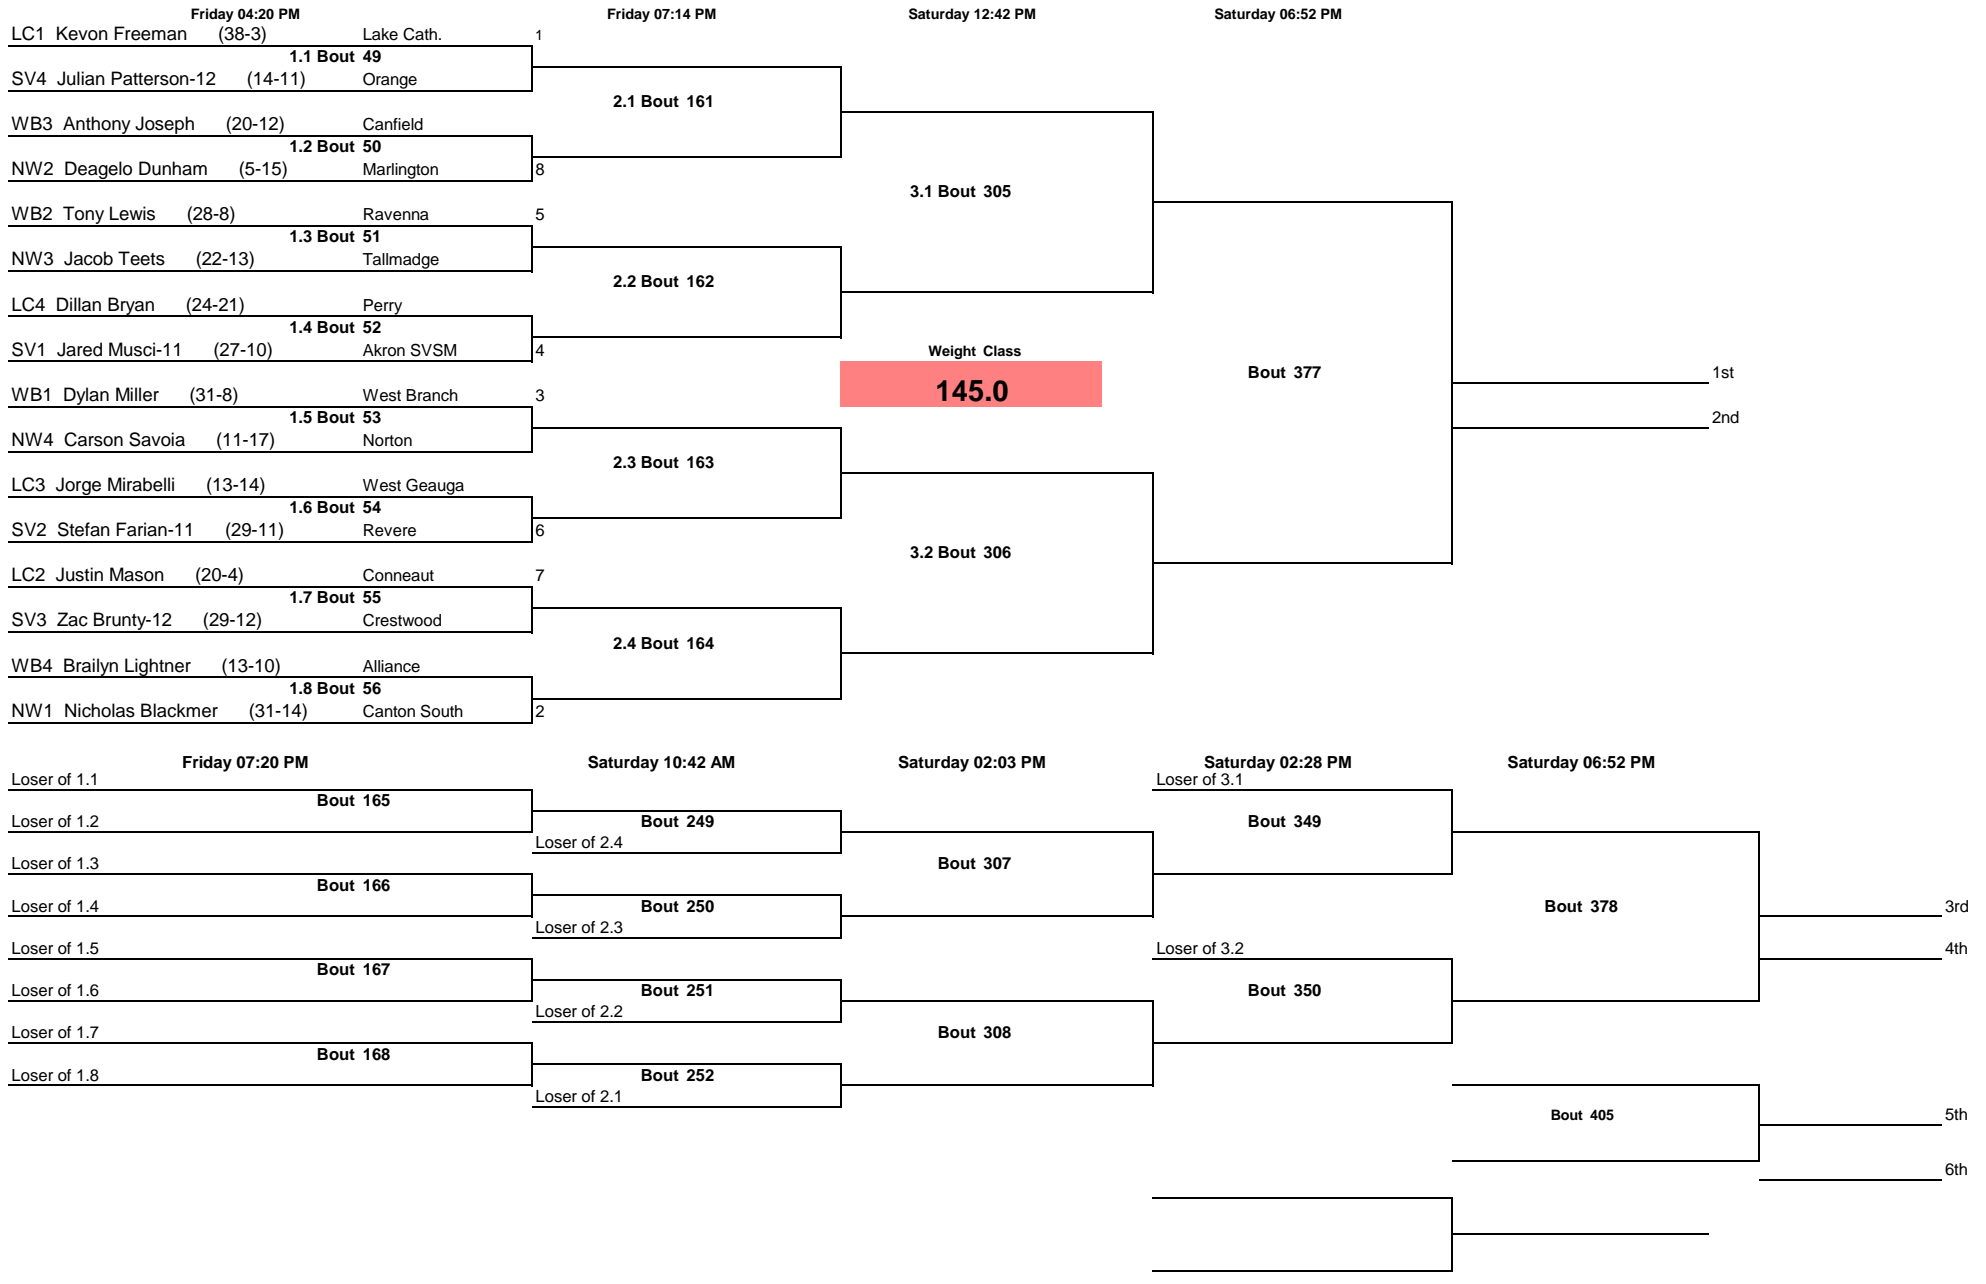 Friday 04:20 PM Friday 07:14 PM Saturday 12:42 PM Saturday 06:52 PM
LC1 Kevon Freeman (38-3) Lake Cath. 1
1.1 Bout 49
SV4 Julian Patterson-12 (14-11) Orange
2.1 Bout 161
WB3 Anthony Joseph (20-12) Canfield
1.2 Bout 50
NW2 Deagelo Dunham (5-15) Marlington 8
3.1 Bout 305
WB2 Tony Lewis (28-8) Ravenna 5
1.3 Bout 51
NW3 Jacob Teets (22-13) Tallmadge
2.2 Bout 162
LC4 Dillan Bryan (24-21) Perry
1.4 Bout 52
SV1 Jared Musci-11 (27-10) Akron SVSM 4
Weight Class
145.0
Bout 377
1st
2nd
WB1 Dylan Miller (31-8) West Branch 3
1.5 Bout 53
NW4 Carson Savoia (11-17) Norton
2.3 Bout 163
LC3 Jorge Mirabelli (13-14) West Geauga
1.6 Bout 54
SV2 Stefan Farian-11 (29-11) Revere 6
3.2 Bout 306
LC2 Justin Mason (20-4) Conneaut 7
1.7 Bout 55
SV3 Zac Brunty-12 (29-12) Crestwood
2.4 Bout 164
WB4 Brailyn Lightner (13-10) Alliance
1.8 Bout 56
NW1 Nicholas Blackmer (31-14) Canton South 2
Friday 07:20 PM Saturday 10:42 AM Saturday 02:03 PM Saturday 02:28 PM Saturday 06:52 PM
Loser of 1.1 Loser of 3.1
Bout 165
Loser of 1.2 Bout 249 Bout 349
Loser of 2.4
Loser of 1.3 Bout 307
Bout 166
Loser of 1.4 Bout 250 Bout 378 3rd
Loser of 2.3
Loser of 1.5 Loser of 3.2 4th
Bout 167
Loser of 1.6 Bout 251 Bout 350
Loser of 2.2
Loser of 1.7 Bout 308
Bout 168
Loser of 1.8 Bout 252
Loser of 2.1
Bout 405 5th
6th